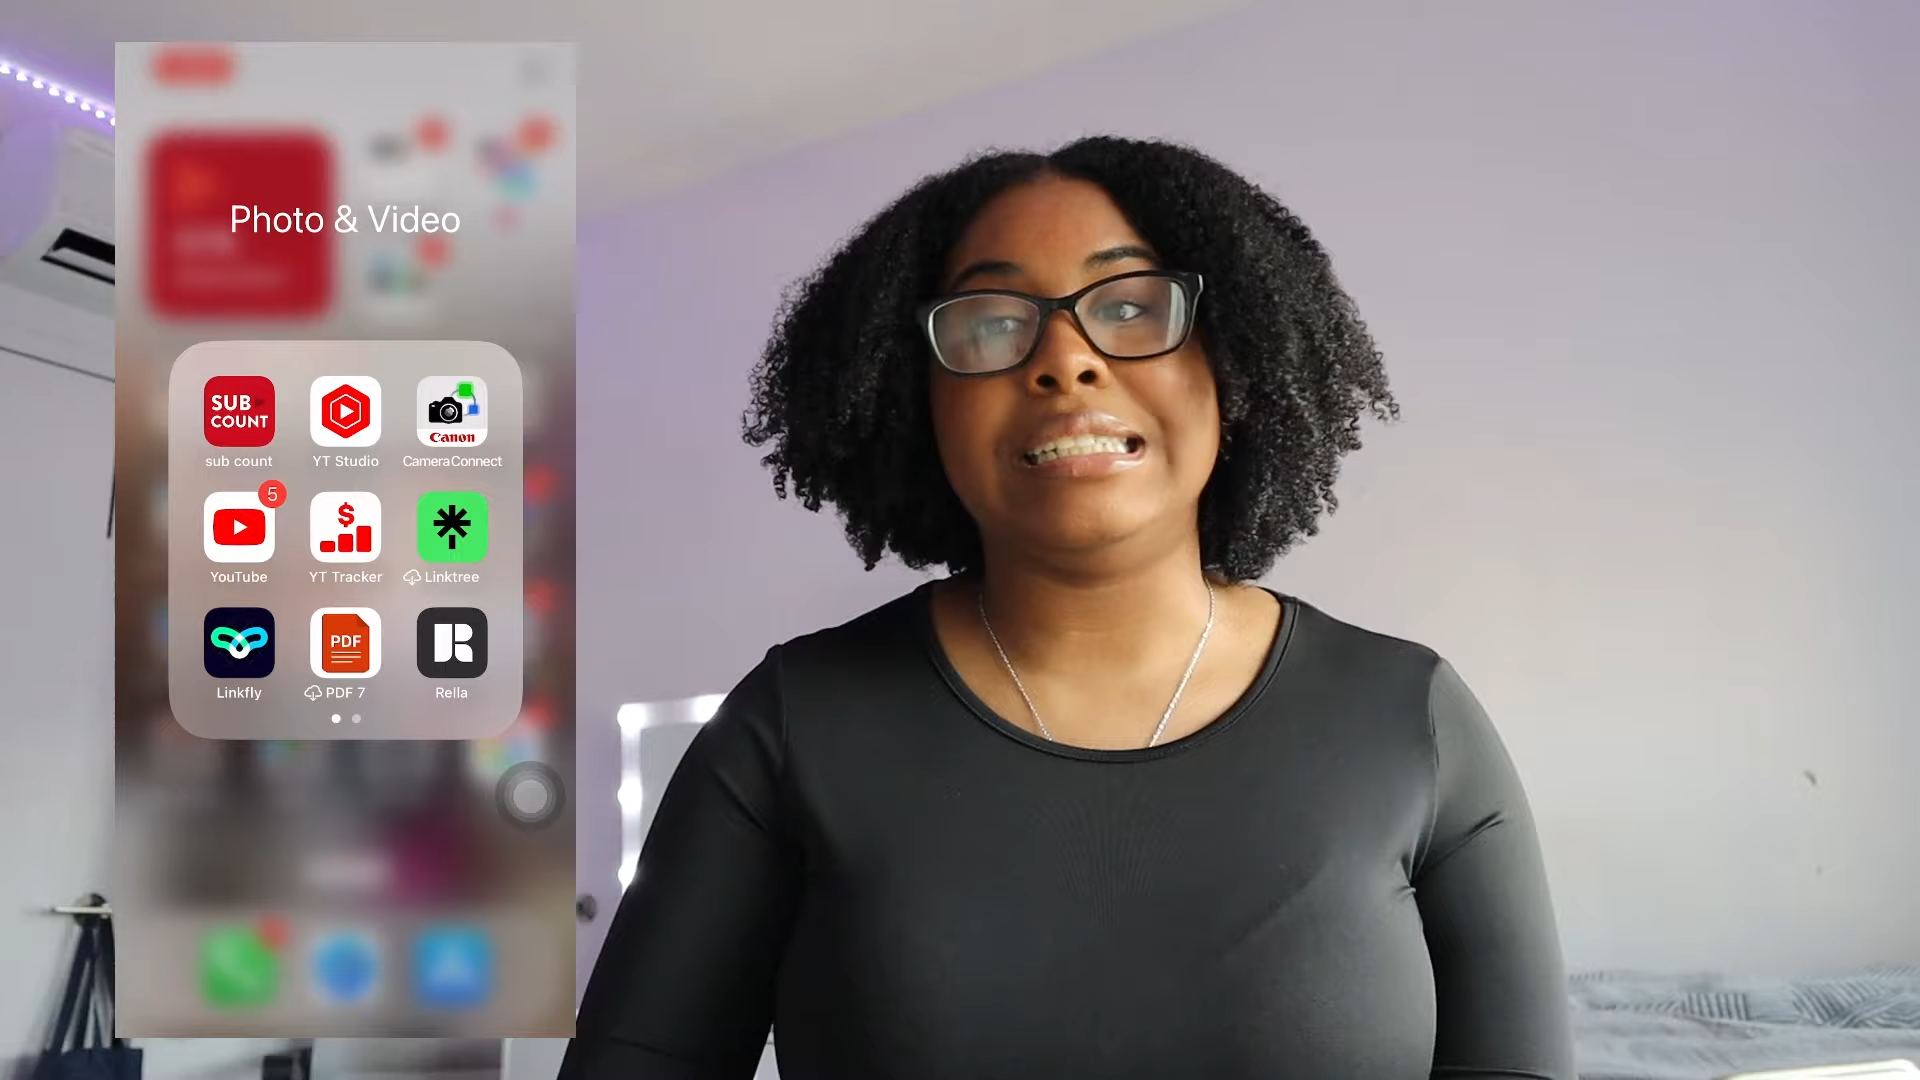 Photo & Video
SUB
COUNT
Canon
sub count
YT Studio
CameraConnect
5
$
YouTube
YT Tracker
Linktree
PDF
Linkfly
PDF 7
Rella